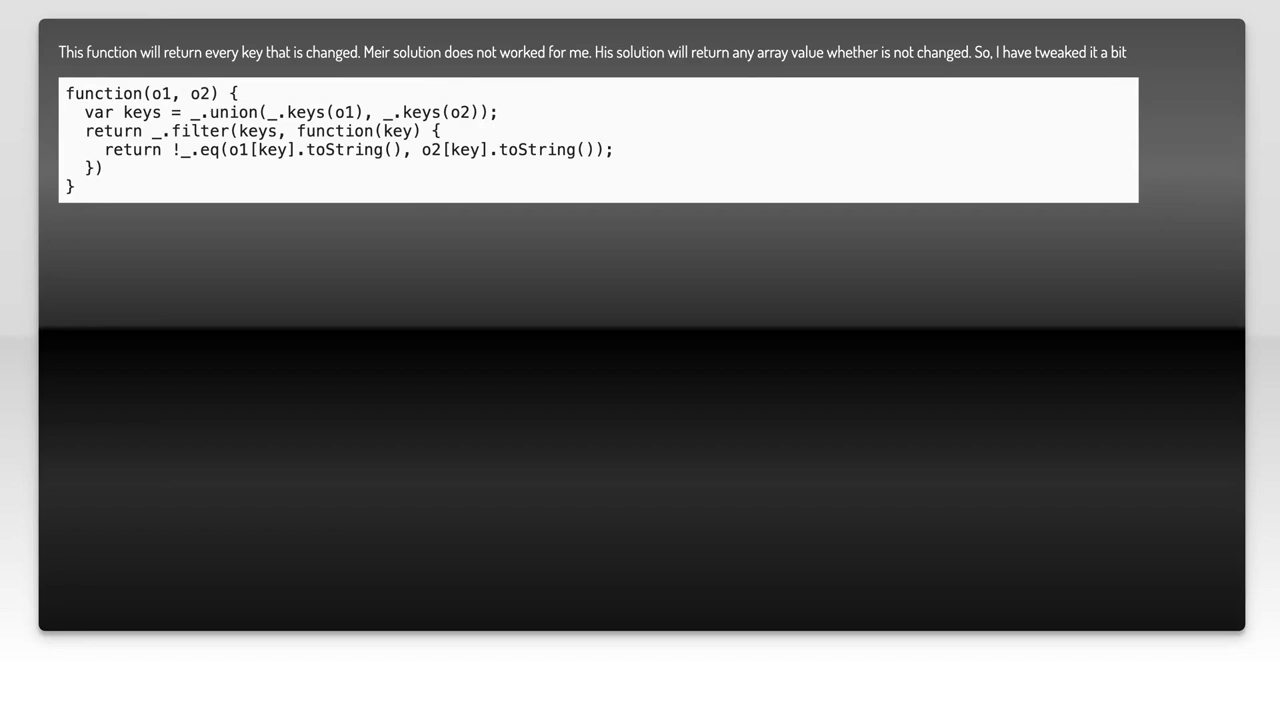 This function will return every key that is changed. Meir solution does not worked for me. His solution will return any array value whether is not changed. So, I have tweaked it a bit
function(o1, o2) {
  var keys = _.union(_.keys(o1), _.keys(o2));
  return _.filter(keys, function(key) {
    return !_.eq(o1[key].toString(), o2[key].toString());
  })
}